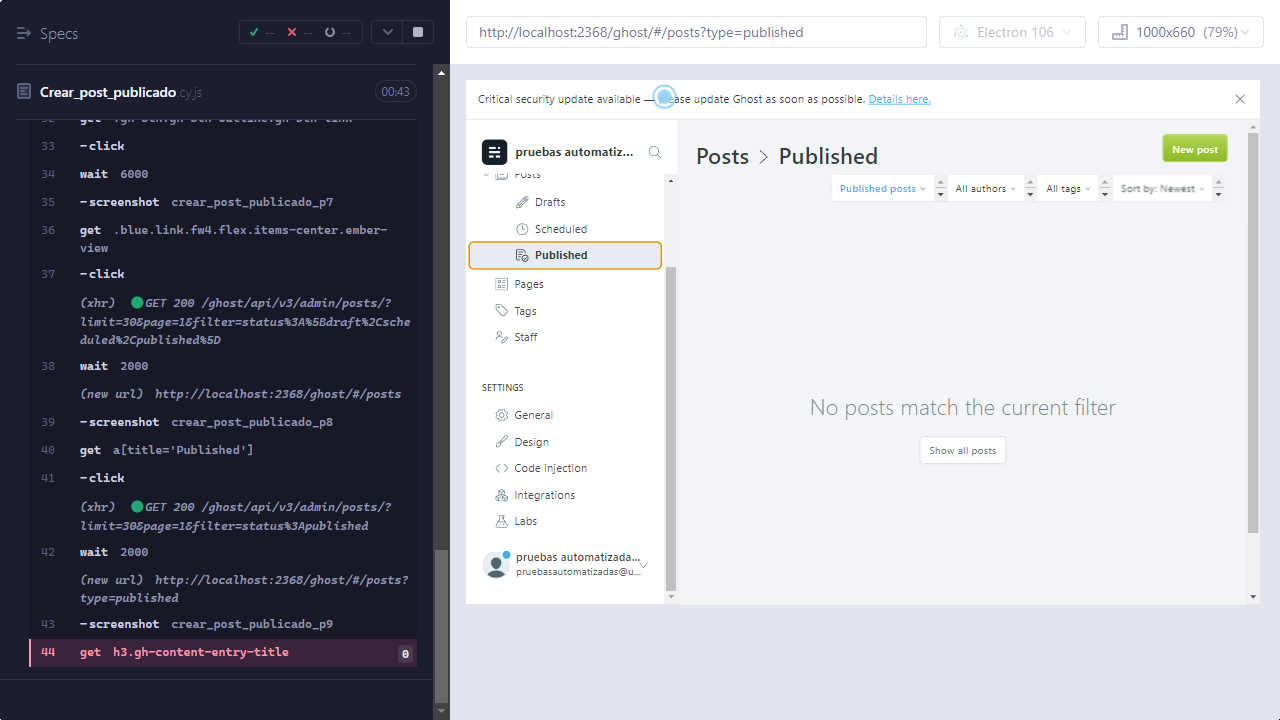 Specs
-- -- --
Crear_post_publicado.cy.js
00:43
33 -click
34 wait 6000
35 -screenshot crear_post_publicado_p7
36 get .blue.link.fw4.flex.items-center.ember-
view
37 -click
(xhr) GET 200 /ghost/api/v3/admin/posts/?
limit=30&page=1&filter=status%3A%5Bdraft%2Csche
duled%2Cpublished%5D
38 wait 2000
(new url) http://localhost:2368/ghost/#/posts
39 -screenshot crear_post_publicado_p8
40 get a[title='Published']
41 -click
(xhr) GET 200 /ghost/api/v3/admin/posts/?
limit=30&page=1&filter=status%3Apublished
42 wait 2000
(new url) http://localhost:2368/ghost/#/posts?
type=published
43 -screenshot crear_post_publicado_p9
44 get h3.gh-content-entry-title 0
http://localhost:2368/ghost/#/posts?type=published
Electron 106
1000x660 (79%)
Critical security update available — please update Ghost as soon as possible. Details here.
pruebas automatiz...
Posts
Drafts
Scheduled
Published
Pages
Tags
Staff
SETTINGS
General
Design
Code injection
Integrations
Labs
pruebas automatizada...
pruebasautomatizadas@u...
Posts > Published
New post
Published posts
All authors
All tags
Sort by: Newest
No posts match the current filter
Show all posts